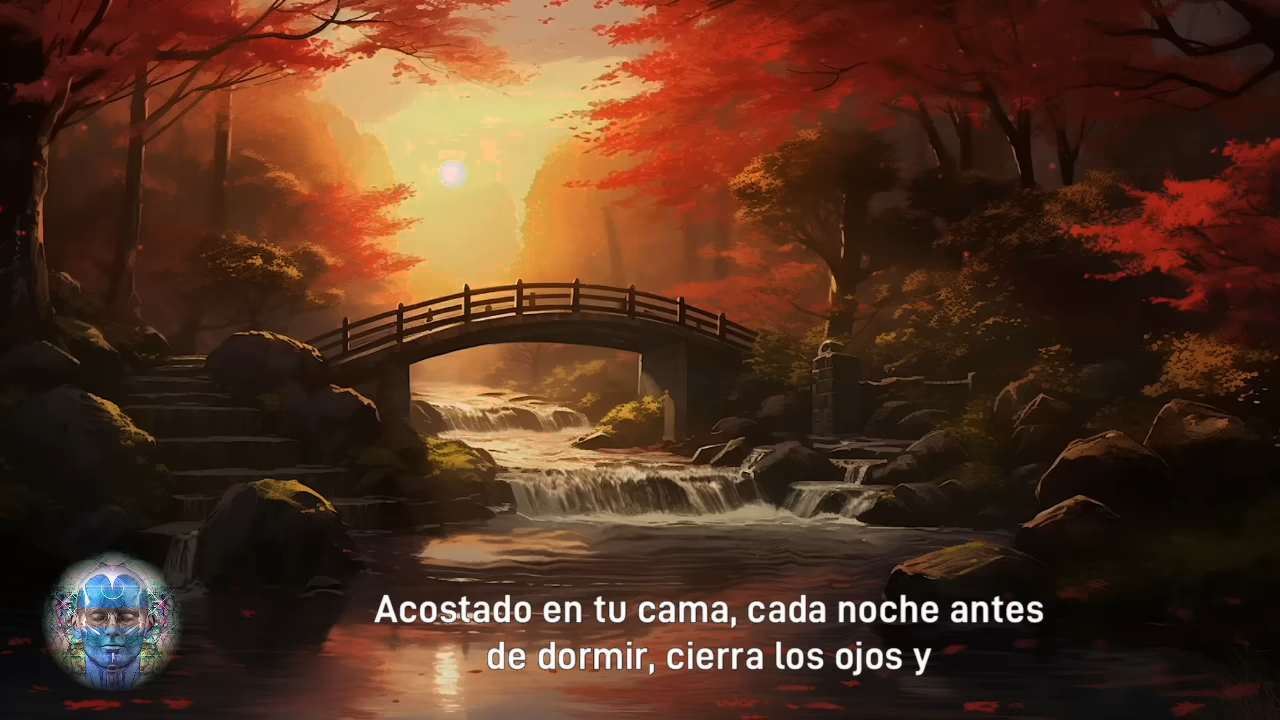 Acostado en tu cama, cada noche antes
de dormir, cierra los ojos y